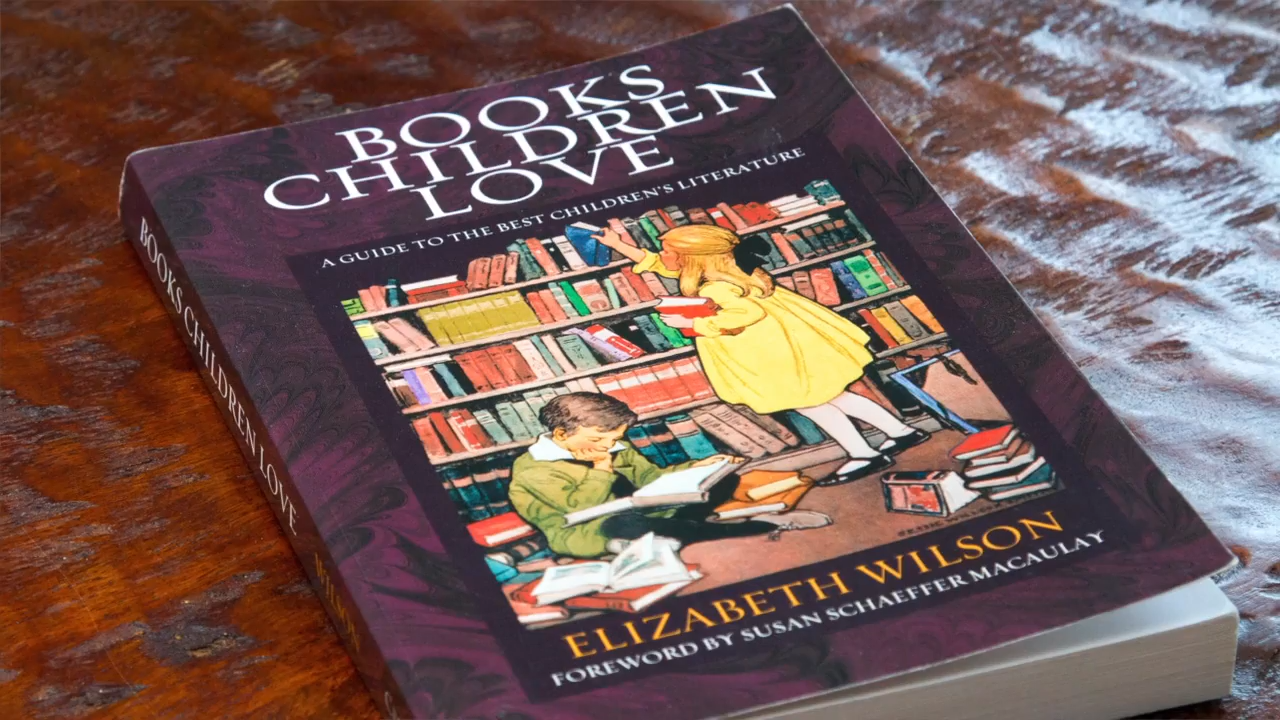 BOOKS
CHILDREN
LOVE
A GUIDE TO THE BEST CHILDREN'S LITERATURE
ELIZABETH WILSON
FOREWORD BY SUSAN SCHAEFFER MACAULAY
BOOKS CHILDREN LOVE
WILSON